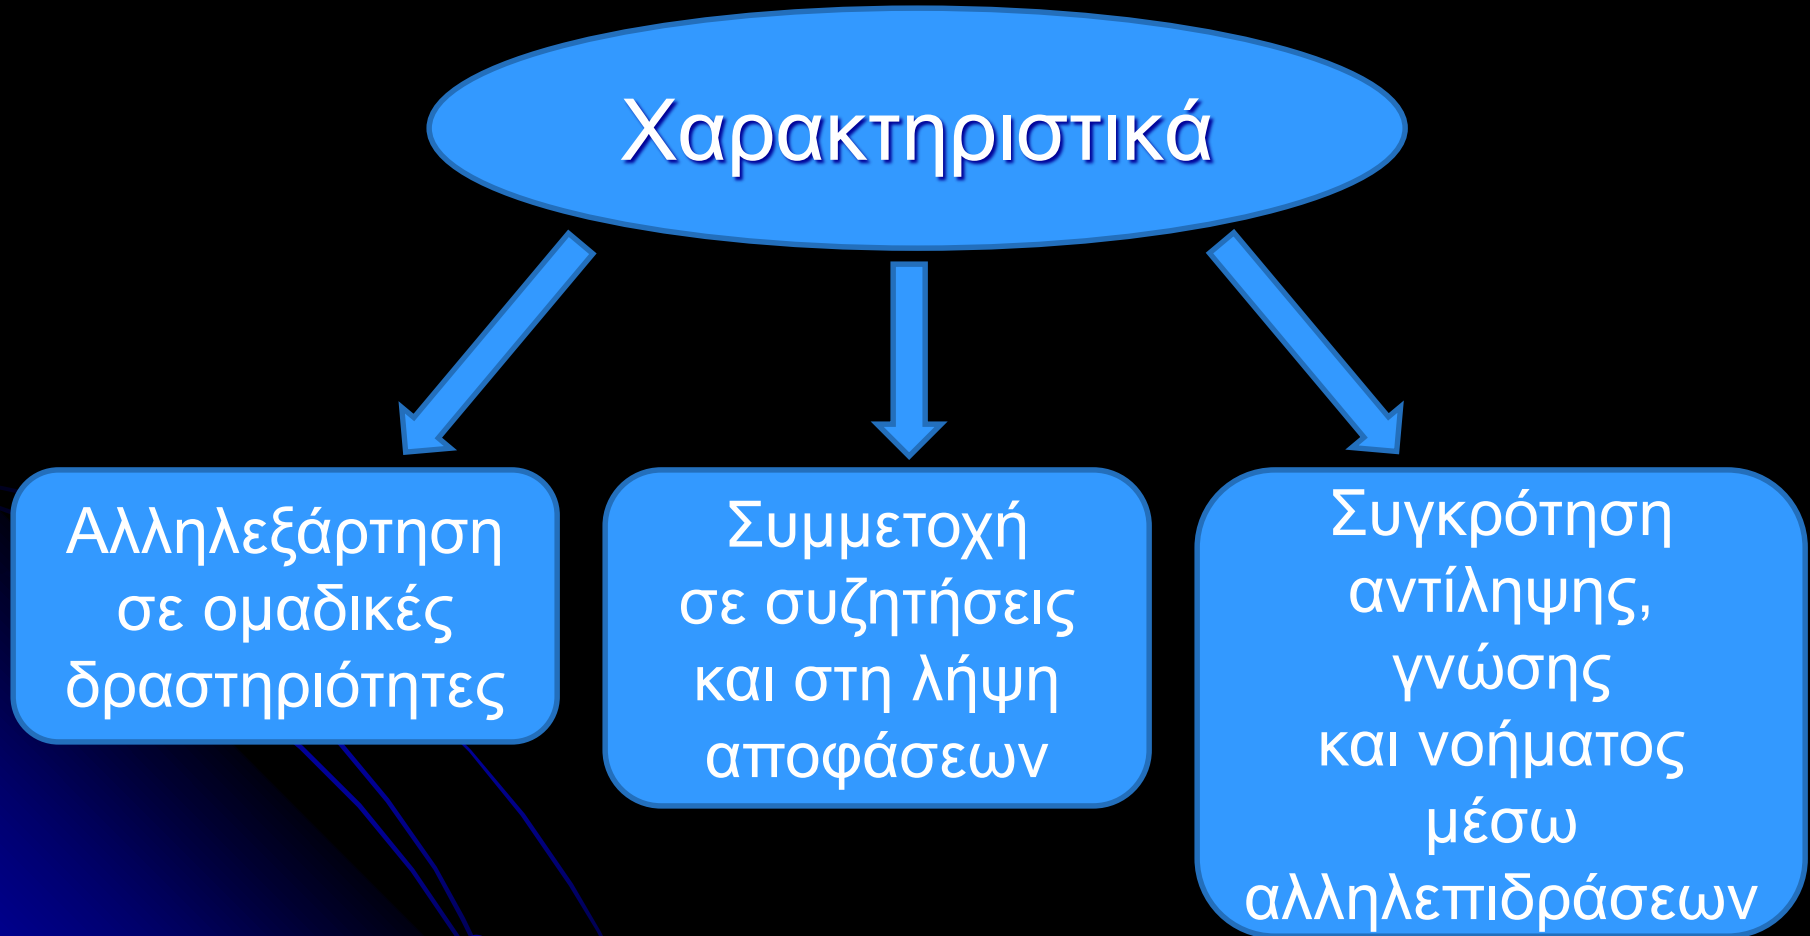 Χαρακτηριστικά
Αλληλεξάρτηση
σε ομαδικές
δραστηριότητες
Συμμετοχή
σε συζητήσεις
και στη λήψη
αποφάσεων
Συγκρότηση
αντίληψης,
γνώσης
και νοήματος
μέσω
αλληλεπιδράσεων